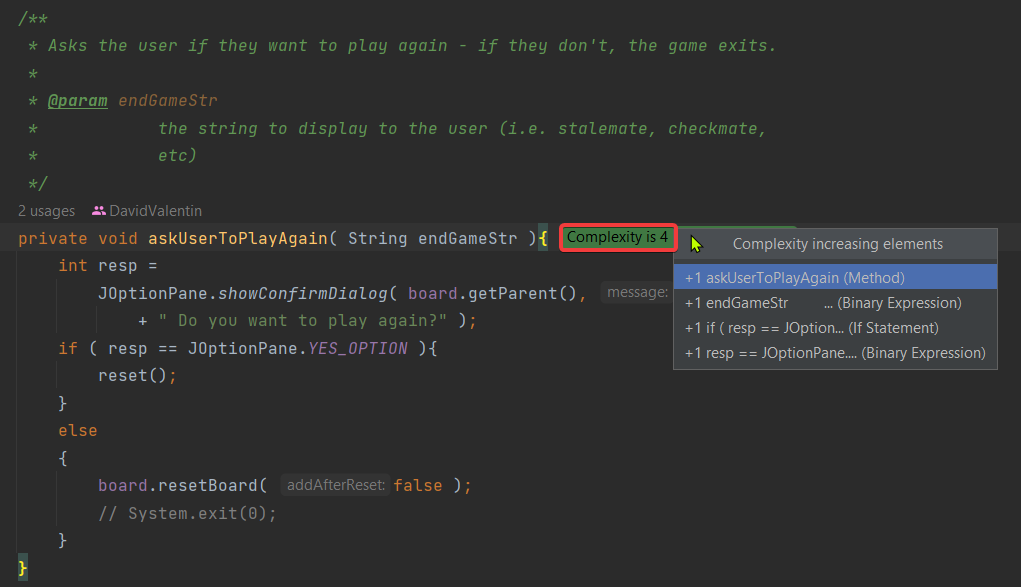 /**
* Asks the user if they want to play again - if they don't, the game exits.
*
* @param endGameStr
* the string to display to the user (i.e. stalemate, checkmate,
* etc)
*/
2 usages DavidValentin
private void askUserToPlayAgain( String endGameStr ){ Complexity is 4
Complexity increasing elements
int resp =
+1 askUserToPlayAgain (Method)
JOptionPane.showConfirmDialog( board.getParent(), message:
+1 endGameStr ... (Binary Expression)
+ " Do you want to play again?" );
+1 if ( resp == JOption... (If Statement)
if ( resp == JOptionPane.YES_OPTION ){
+1 resp == JOptionPane.... (Binary Expression)
reset();
}
else
{
board.resetBoard( addAfterReset: false );
// System.exit(0);
}
}